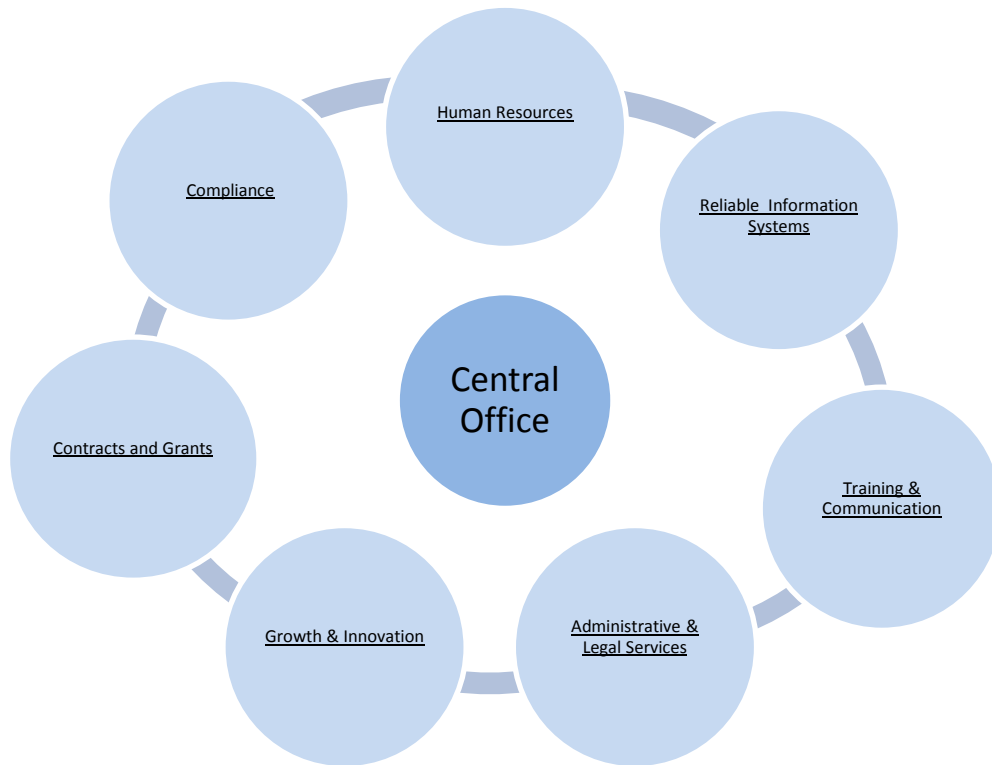 Human Resources
Compliance
Reliable  Information
Systems
Central
Office
Contracts and Grants
Training &
Communication
Growth & Innovation
Administrative &
Legal Services